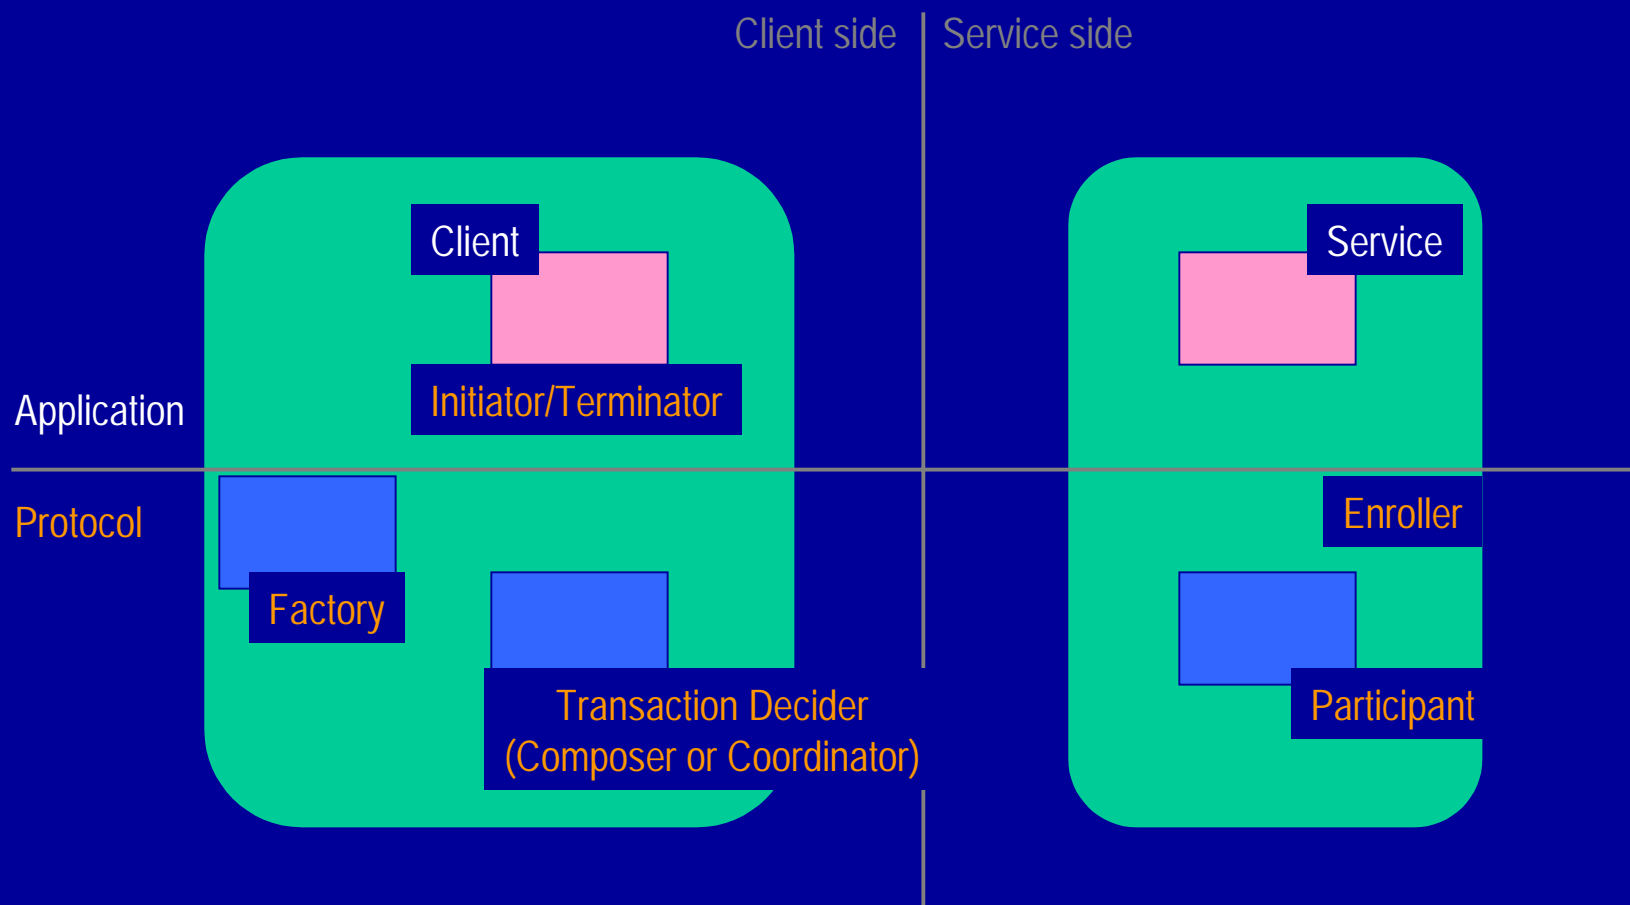 Client side
Service side
Client
Service
Initiator/Terminator
Application
Protocol
Enroller
Factory
Transaction Decider
(Composer or Coordinator)
Participant